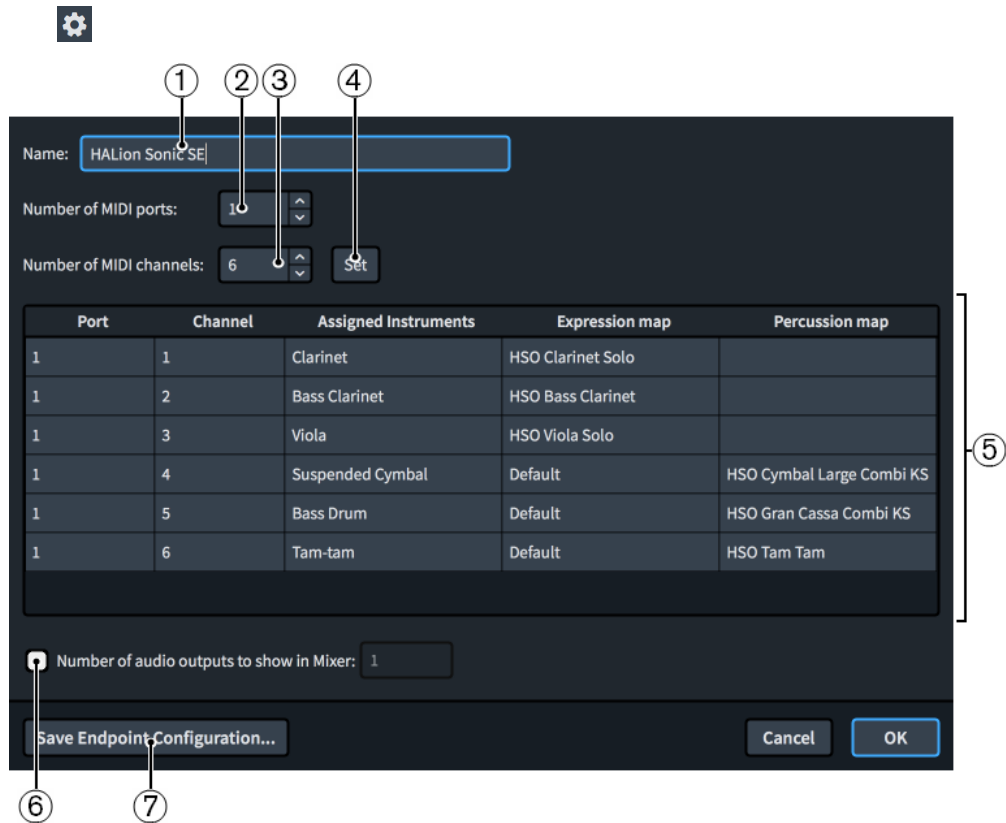 ① ② ③ ④
Name: HALion Sonic SE
Number of MIDI ports: 1
Number of MIDI channels: 6 Set
Port Channel Assigned Instruments Expression map Percussion map
1 1 Clarinet HSO Clarinet Solo
1 2 Bass Clarinet HSO Bass Clarinet
1 3 Viola HSO Viola Solo
1 4 Suspended Cymbal Default HSO Cymbal Large Combi KS
⑤
1 5 Bass Drum Default HSO Gran Cassa Combi KS
1 6 Tam-tam Default HSO Tam Tam
Number of audio outputs to show in Mixer: 1
Save Endpoint Configuration... Cancel OK
⑥ ⑦